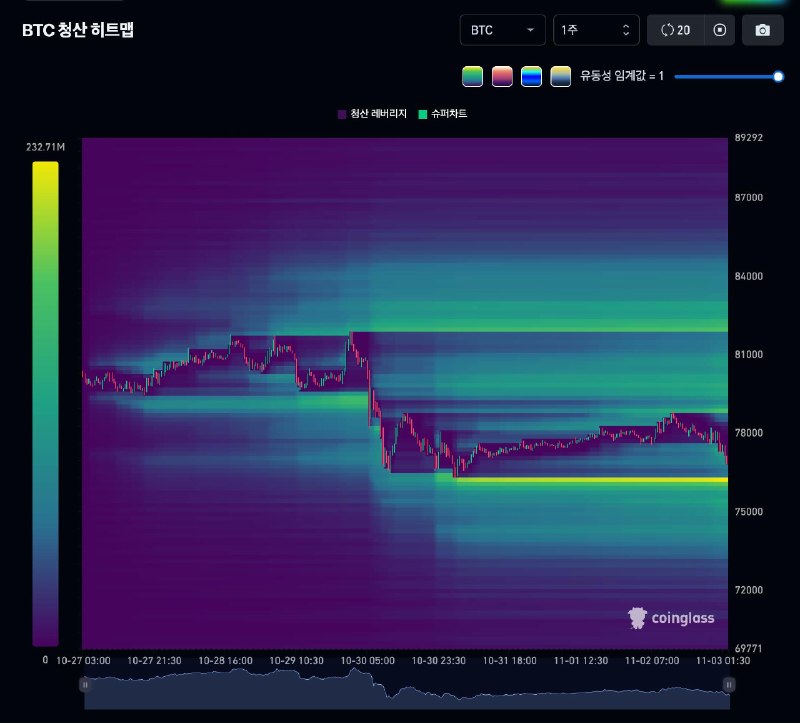 BTC 청산 히트맵
BTC
1주
20
유동성 임계값 = 1
청산 레버리지
슈퍼차트
232.71M
0
89292
87000
84000
81000
78000
75000
72000
69771
coinglass
10-27 03:00
10-27 21:30
10-28 16:00
10-29 10:30
10-30 05:00
10-30 23:30
10-31 18:00
11-01 12:30
11-02 07:00
11-03 01:30